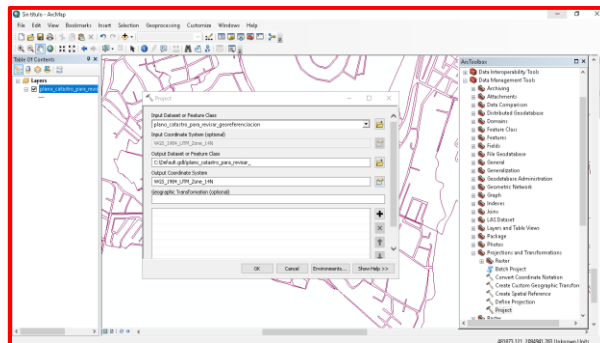 Sin título - ArcMap
File Edit View Bookmarks Insert Selection Geoprocessing Customize Windows Help
Table Of Contents
Layers
plano_catastro_para_revi
Project
Input Dataset or Feature Class
plano_catastro_para_revisar_georeferenciacion
Input Coordinate System (optional)
WGS_1984_UTM_Zone_14N
Output Dataset or Feature Class
C:\Default.gdb\plano_catastro_para_revisar_
Output Coordinate System
WGS_1984_UTM_Zone_14N
Geographic Transformation (optional)
OK Cancel Environments... Show Help >>
ArcToolbox
Data Interoperability Tools
Data Management Tools
Archiving
Attachments
Data Comparison
Distributed Geodatabase
Domains
Feature Class
Features
Fields
File Geodatabase
General
Generalization
Geodatabase Administration
Geometric Network
Graph
Indexes
Joins
LAS Dataset
Layers and Table Views
Package
Photos
Projections and Transformations
Raster
Batch Project
Convert Coordinate Notation
Create Custom Geographic Transfor
Create Spatial Reference
Define Projection
Project
Raster
Unknown Units